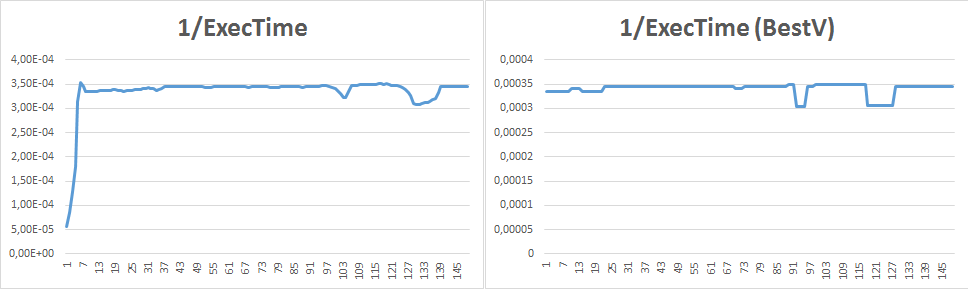 1/ExecTime
4,00E-04
3,50E-04
3,00E-04
2,50E-04
2,00E-04
1,50E-04
1,00E-04
5,00E-05
0,00E+00
1 7 13 19 25 31 37 43 49 55 61 67 73 79 85 91 97 103 109 115 121 127 133 139 145
1/ExecTime (BestV)
0,0004
0,00035
0,0003
0,00025
0,0002
0,00015
0,0001
0,00005
0
1 7 13 19 25 31 37 43 49 55 61 67 73 79 85 91 97 103 109 115 121 127 133 139 145